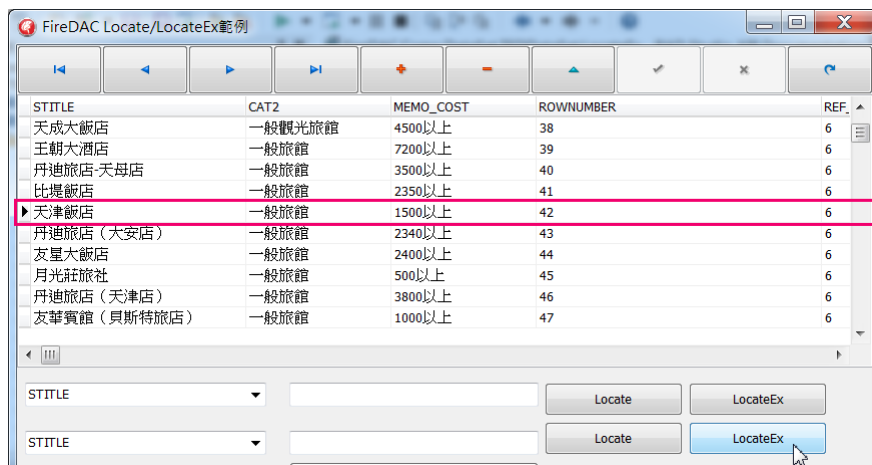 FireDAC Locate/LocateEx範例
STITLE CAT2 MEMO_COST ROWNUMBER REF_
天成大飯店 一般觀光旅館 4500以上 38 6
王朝大酒店 一般旅館 7200以上 39 6
丹迪旅店-天母店 一般旅館 3500以上 40 6
比堤飯店 一般旅館 2350以上 41 6
天津飯店 一般旅館 1500以上 42 6
丹迪旅店（大安店） 一般旅館 2340以上 43 6
友星大飯店 一般旅館 2400以上 44 6
月光莊旅社 一般旅館 500以上 45 6
丹迪旅店（天津店） 一般旅館 3800以上 46 6
友華賓館（貝斯特旅店） 一般旅館 1000以上 47 6
STITLE Locate LocateEx
STITLE Locate LocateEx